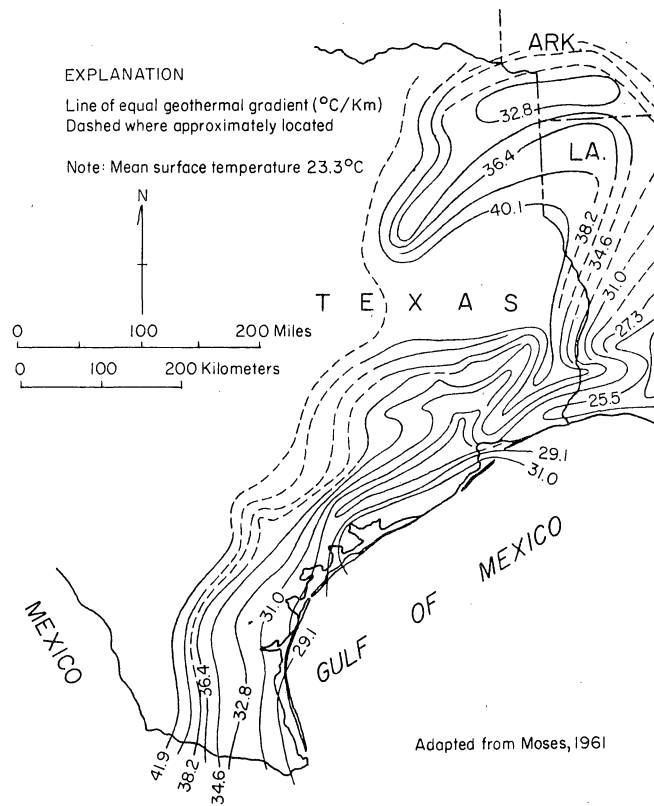 ARK.
EXPLANATION
Line of equal geothermal gradient (°C/Km)
Dashed where approximately located
Note: Mean surface temperature 23.3°C
32.8
36.4
LA.
40.1
38.2
34.6
31.0
27.3
N
TEXAS
0 100 200 Miles
0 100 200 Kilometers
25.5
29.1
31.0
GULF OF MEXICO
MEXICO
31.0
29.1
36.4
32.8
41.9
38.2
34.6
Adapted from Moses, 1961